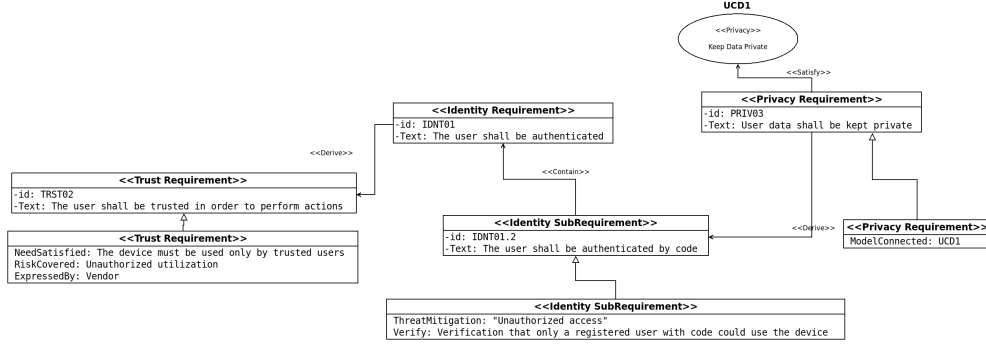 UCD1
<<Privacy>>
Keep Data Private
<<Satisfy>>
<<Privacy Requirement>>
-id: PRIV03
-Text: User data shall be kept private
<<Identity Requirement>>
-id: IDNT01
-Text: The user shall be authenticated
<<Derive>>
<<Contain>>
<<Trust Requirement>>
-id: TRST02
-Text: The user shall be trusted in order to perform actions
<<Identity SubRequirement>>
-id: IDNT01.2
-Text: The user shall be authenticated by code
<<Derive>>
<<Privacy Requirement>>
ModelConnected: UCD1
<<Trust Requirement>>
NeedSatisfied: The device must be used only by trusted users
RiskCovered: Unauthorized utilization
ExpressedBy: Vendor
<<Identity SubRequirement>>
ThreatMitigation: "Unauthorized access"
Verify: Verification that only a registered user with code could use the device